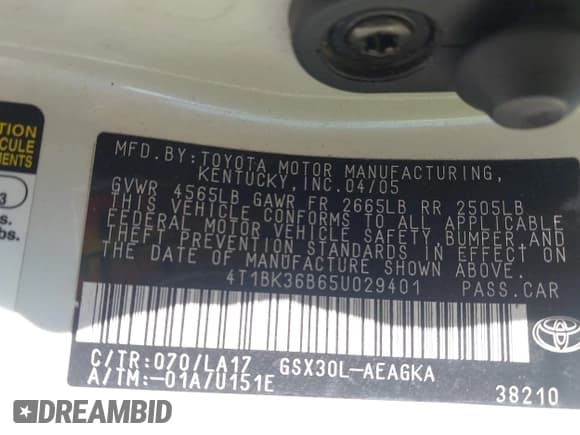 MFD.BY:TOYOTA MOTOR MANUFACTURING,
KENTUCKY, INC.04/05
GVWR 4565LB GAWR FR 2665LB RR 2505LB
THIS VEHICLE CONFORMS TO ALL APPLICABLE
FEDERAL MOTOR VEHICLE SAFETY,BUMPER AND
THEFT PREVENTION STANDARDS IN EFFECT ON
THE DATE OF MANUFACTURE SHOWN ABOVE.
4T1BK36B65U029401 PASS.CAR
C/TR:070/LA17 GSX30L-AEAGKA
A/TM:-01A/U151E
38210
TOYOTA
DREAMBID